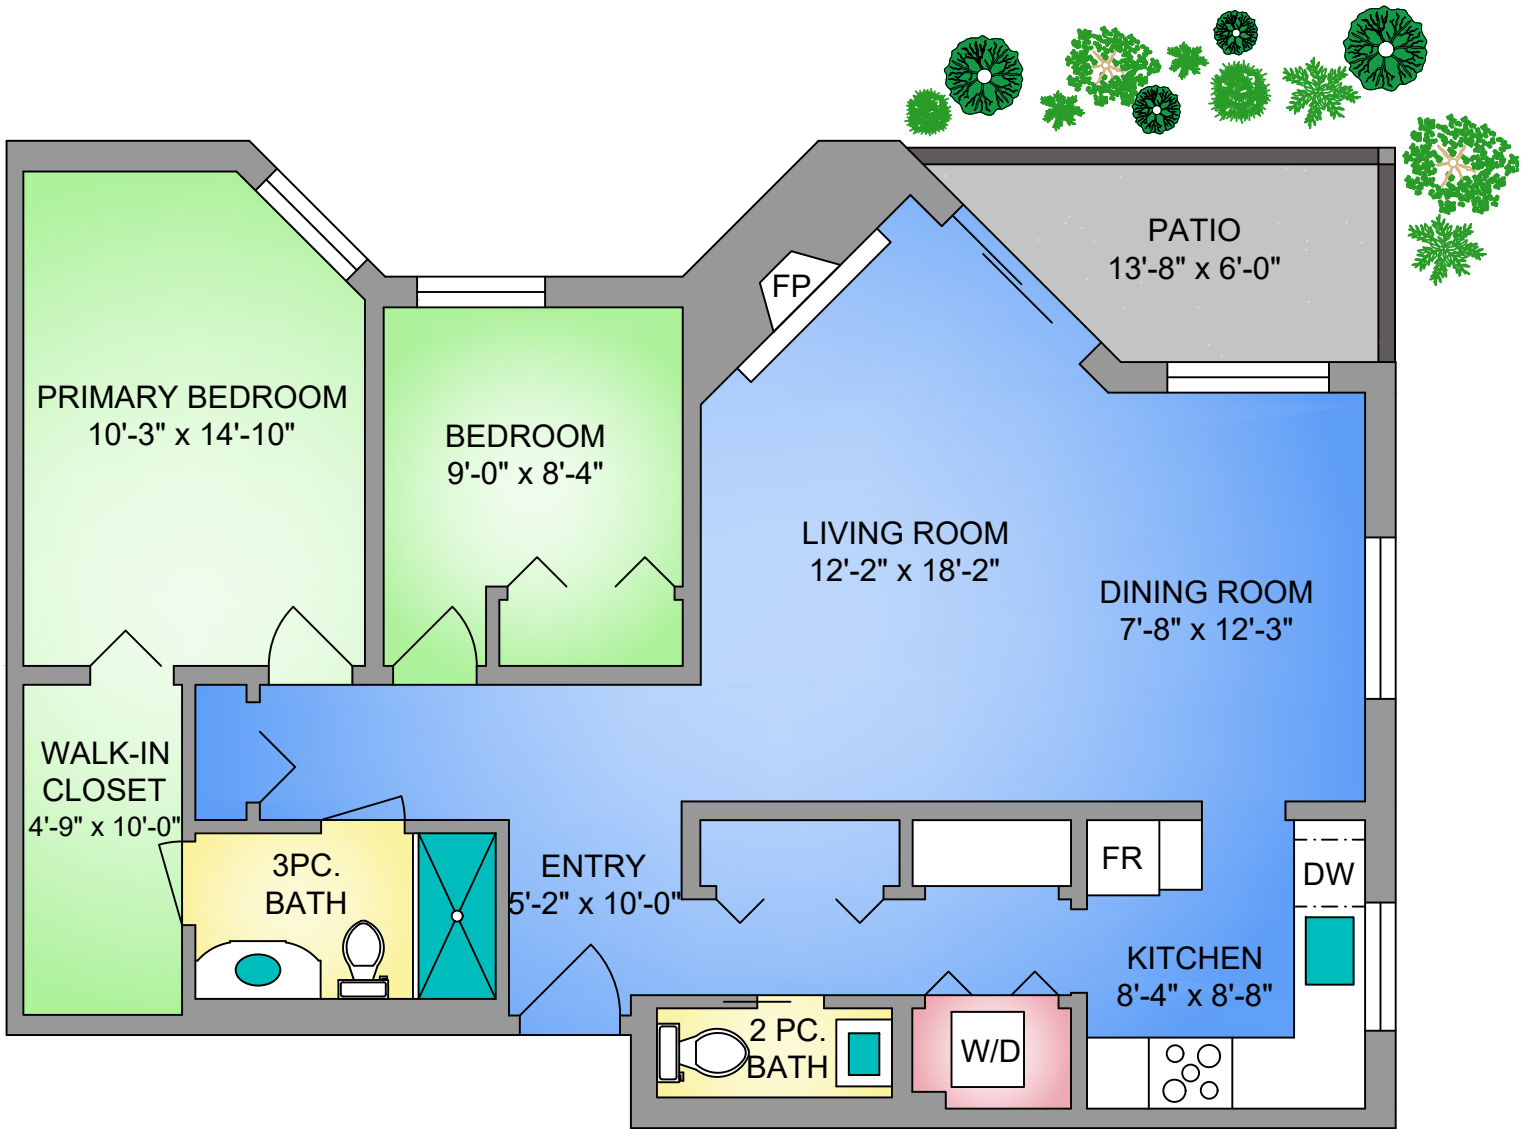 PATIO
13'-8" x 6'-0"
FP
PRIMARY BEDROOM
10'-3" x 14'-10"
BEDROOM
9'-0" x 8'-4"
LIVING ROOM
12'-2" x 18'-2"
DINING ROOM
7'-8" x 12'-3"
WALK-IN
CLOSET
4'-9" x 10'-0"
3PC.
BATH
ENTRY
5'-2" x 10'-0"
FR
DW
KITCHEN
8'-4" x 8'-8"
2 PC.
BATH
W/D